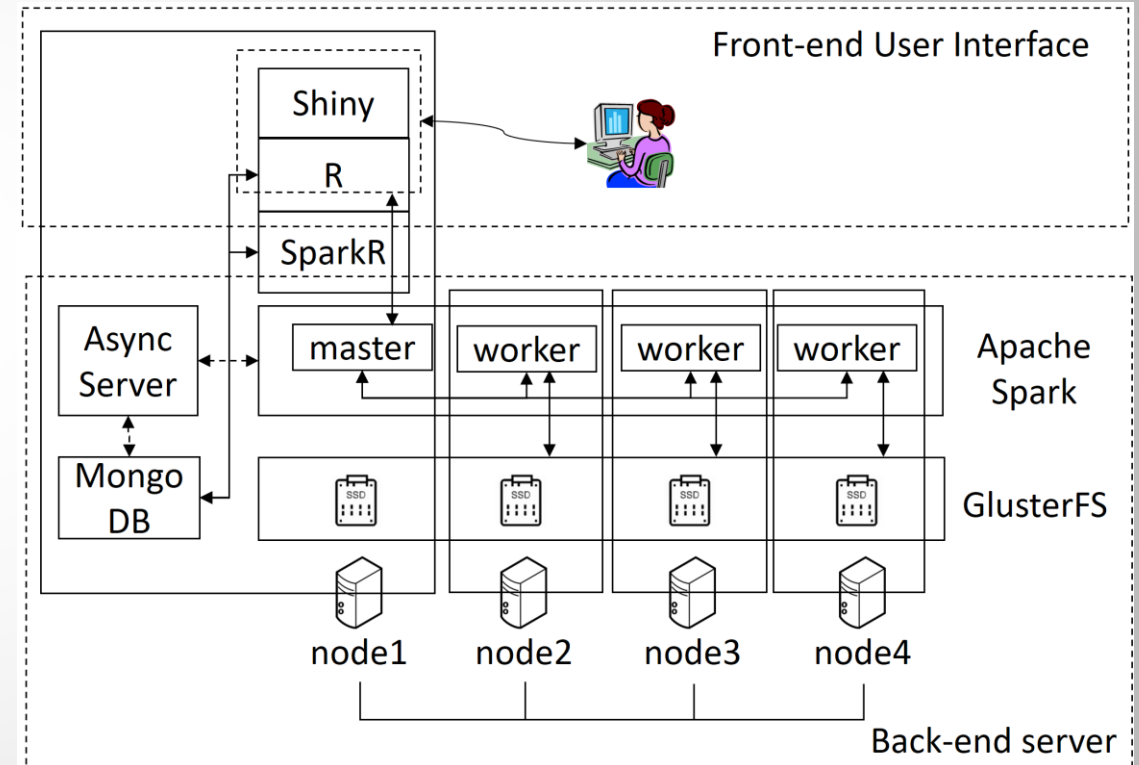 Front-end User Interface
Shiny
R
SparkR
Async
Server
master
worker
worker
worker
Apache
Spark
Mongo
DB
SSD
SSD
SSD
SSD
GlusterFS
node1
node2
node3
node4
Back-end server